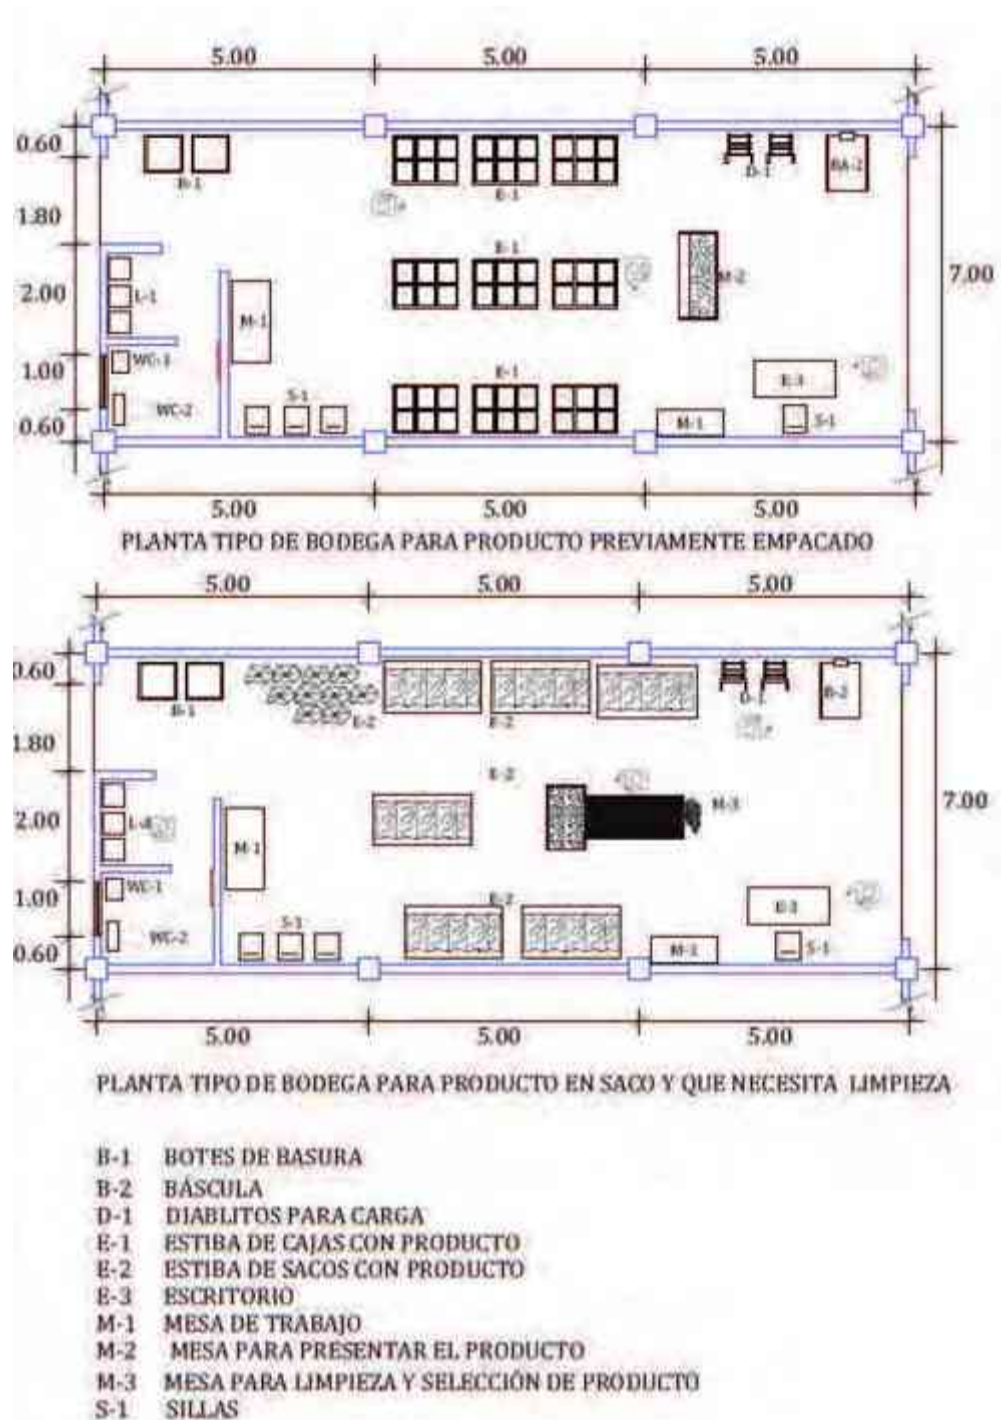 5.00 5.00 5.00
0.60
B-1
E-1
D-1
BA-2
1.80
E-1
2.00
L-1
M-1
M-2
7.00
WC-1
1.00
E-1
E-3
WC-2
S-1
0.60
M-1
S-1
5.00 5.00 5.00
PLANTA TIPO DE BODEGA PARA PRODUCTO PREVIAMENTE EMPACADO
5.00 5.00 5.00
0.60
B-1
E-2
E-2
D-1
B-2
1.80
E-2
2.00
M-1
M-3
7.00
WC-1
1.00
E-2
E-3
WC-2
S-1
0.60
M-1
S-1
5.00 5.00 5.00
PLANTA TIPO DE BODEGA PARA PRODUCTO EN SACO Y QUE NECESITA LIMPIEZA
B-1 BOTES DE BASURA
B-2 BÁSCULA
D-1 DIABLITOS PARA CARGA
E-1 ESTIBA DE CAJAS CON PRODUCTO
E-2 ESTIBA DE SACOS CON PRODUCTO
E-3 ESCRITORIO
M-1 MESA DE TRABAJO
M-2 MESA PARA PRESENTAR EL PRODUCTO
M-3 MESA PARA LIMPIEZA Y SELECCIÓN DE PRODUCTO
S-1 SILLAS